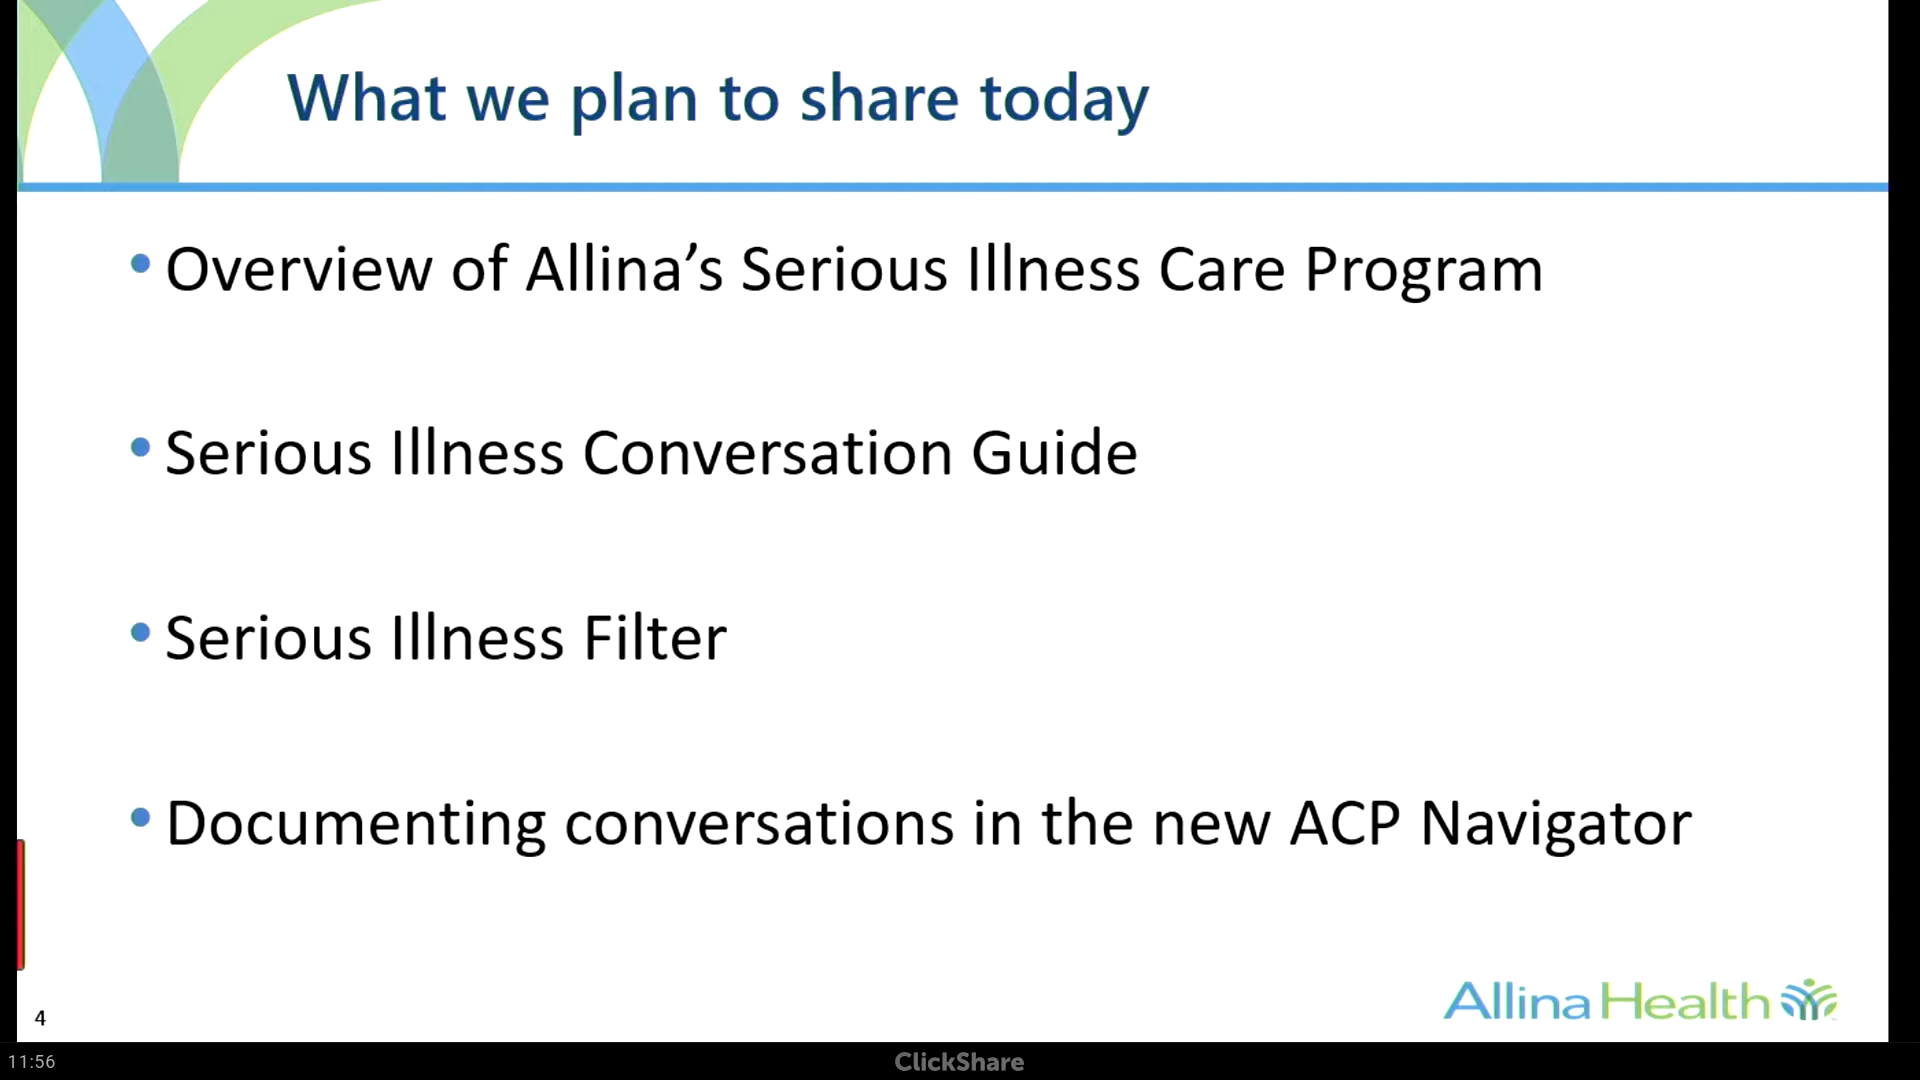 What we plan to share today
• Overview of Allina’s Serious Illness Care Program
• Serious Illness Conversation Guide
• Serious Illness Filter
• Documenting conversations in the new ACP Navigator
Allina Health
4
11:56
ClickShare